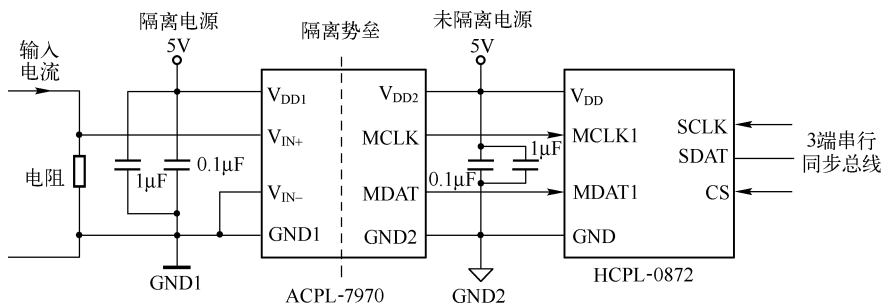 隔离电源
5V
隔离势垒
未隔离电源
5V
输入
电流
电阻
1μF
0.1μF
V_DD1
V_IN+
V_IN−
GND1
V_DD2
MCLK
MDAT
GND2
0.1μF
1μF
V_DD
MCLK1
MDAT1
GND
SCLK
SDAT
CS
3端串行
同步总线
GND1
ACPL-7970
GND2
HCPL-0872